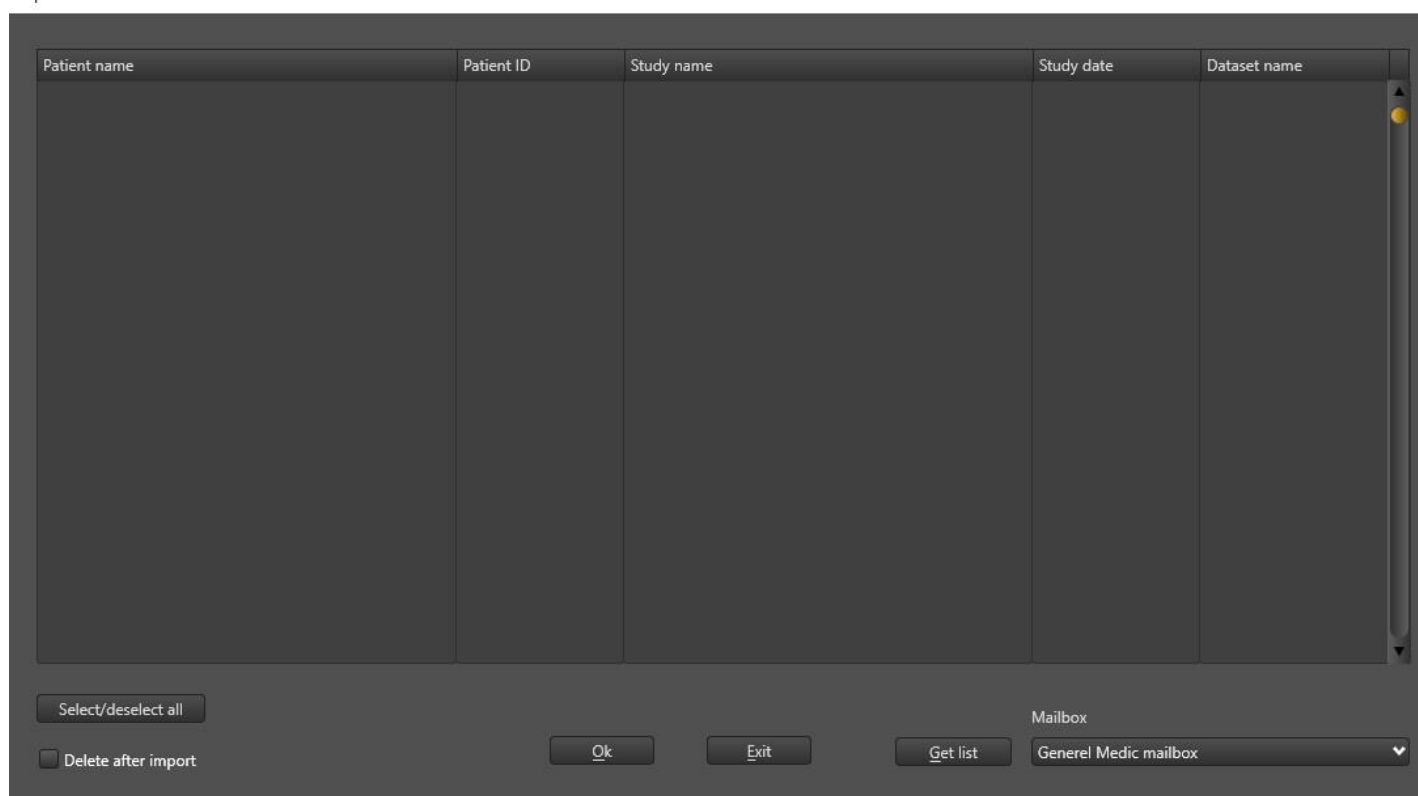 Patient name Patient ID Study name Study date Dataset name
Select/deselect all
Mailbox
Delete after import Ok Exit Get list Generel Medic mailbox